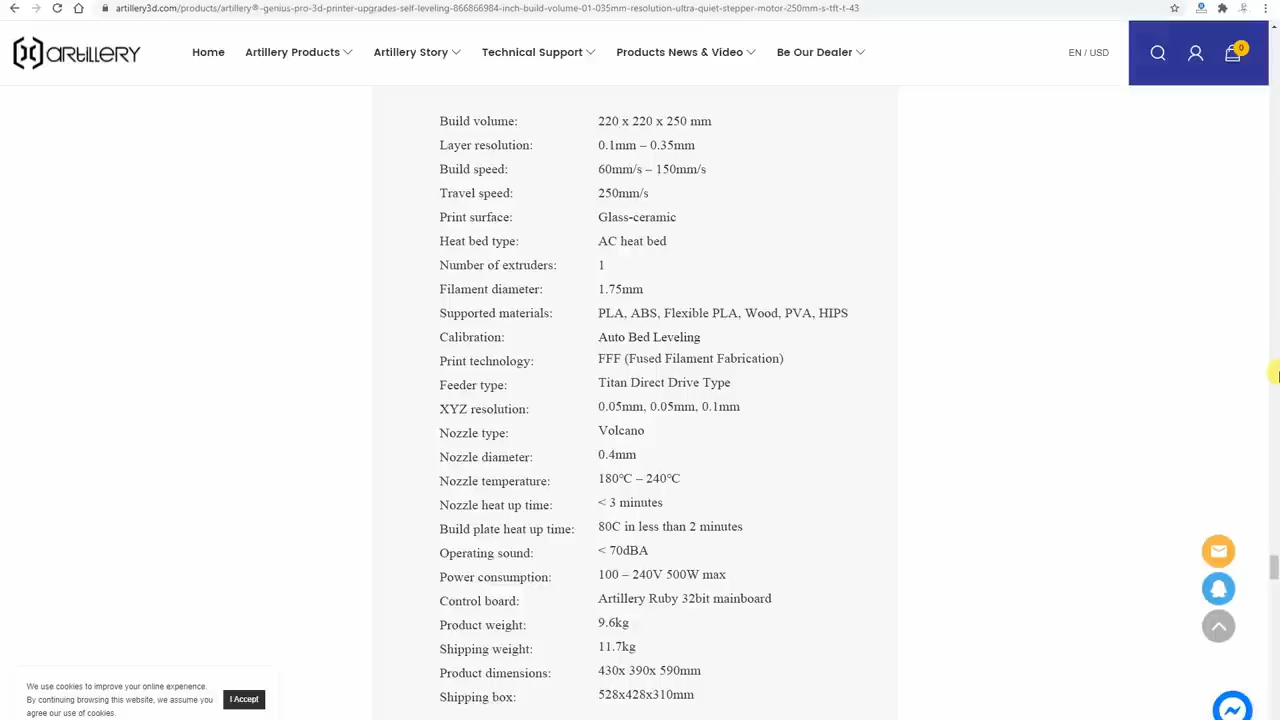 artillery3d.com/products/artillery®-genius-pro-3d-printer-upgrades-self-leveling-866866984-inch-build-volume-01-035mm-resolution-ultra-quiet-stepper-motor-250mm-s-tft-t-43
artillery Home Artillery Products Artillery Story Technical Support Products News & Video Be Our Dealer EN / USD 0
Build volume: 220 x 220 x 250 mm
Layer resolution: 0.1mm – 0.35mm
Build speed: 60mm/s – 150mm/s
Travel speed: 250mm/s
Print surface: Glass-ceramic
Heat bed type: AC heat bed
Number of extruders: 1
Filament diameter: 1.75mm
Supported materials: PLA, ABS, Flexible PLA, Wood, PVA, HIPS
Calibration: Auto Bed Leveling
Print technology: FFF (Fused Filament Fabrication)
Feeder type: Titan Direct Drive Type
XYZ resolution: 0.05mm, 0.05mm, 0.1mm
Nozzle type: Volcano
Nozzle diameter: 0.4mm
Nozzle temperature: 180℃ – 240℃
Nozzle heat up time: < 3 minutes
Build plate heat up time: 80C in less than 2 minutes
Operating sound: < 70dBA
Power consumption: 100 – 240V 500W max
Control board: Artillery Ruby 32bit mainboard
Product weight: 9.6kg
Shipping weight: 11.7kg
Product dimensions: 430x 390x 590mm
Shipping box: 528x428x310mm
We use cookies to improve your online experience.
By continuing browsing this website, we assume you
agree our use of cookies.
I Accept